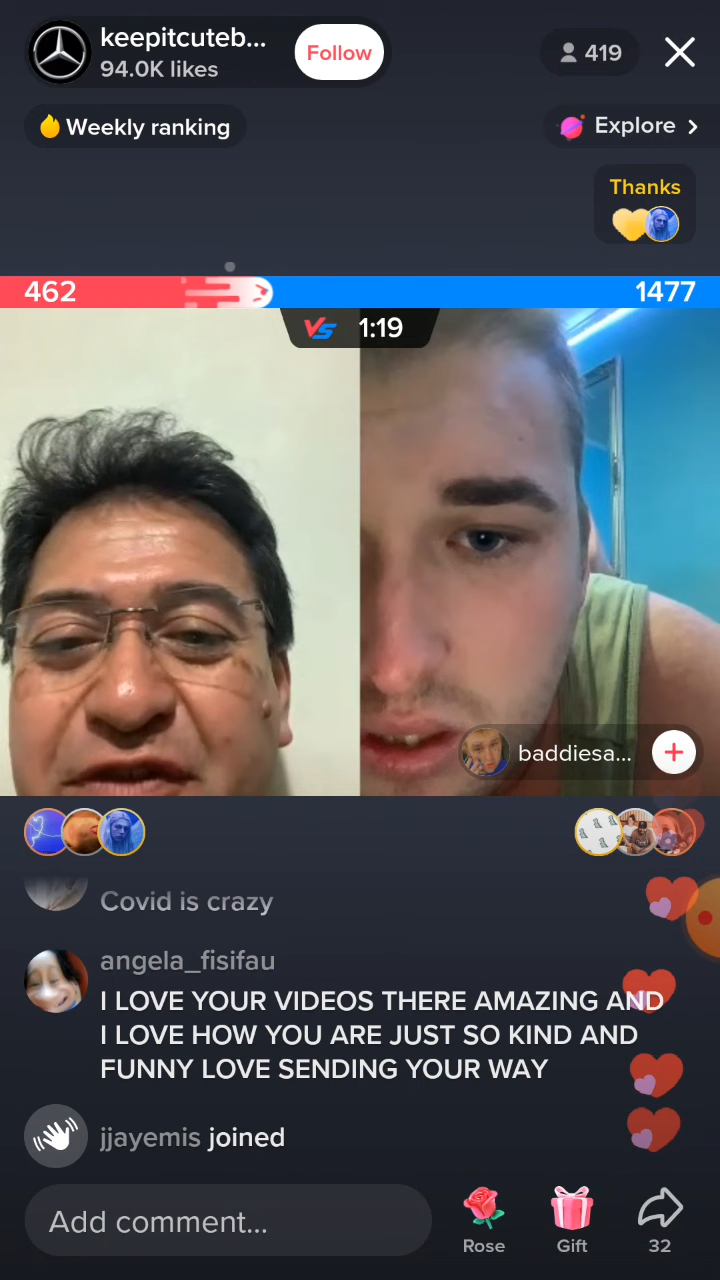 keepitcuteb...
94.0K likes
Follow
419
Weekly ranking
Explore
Thanks
462
1477
VS 1:19
baddiesa...
Covid is crazy
angela_fisifau
I LOVE YOUR VIDEOS THERE AMAZING AND
I LOVE HOW YOU ARE JUST SO KIND AND
FUNNY LOVE SENDING YOUR WAY
jjayemis joined
Add comment...
Rose
Gift
32